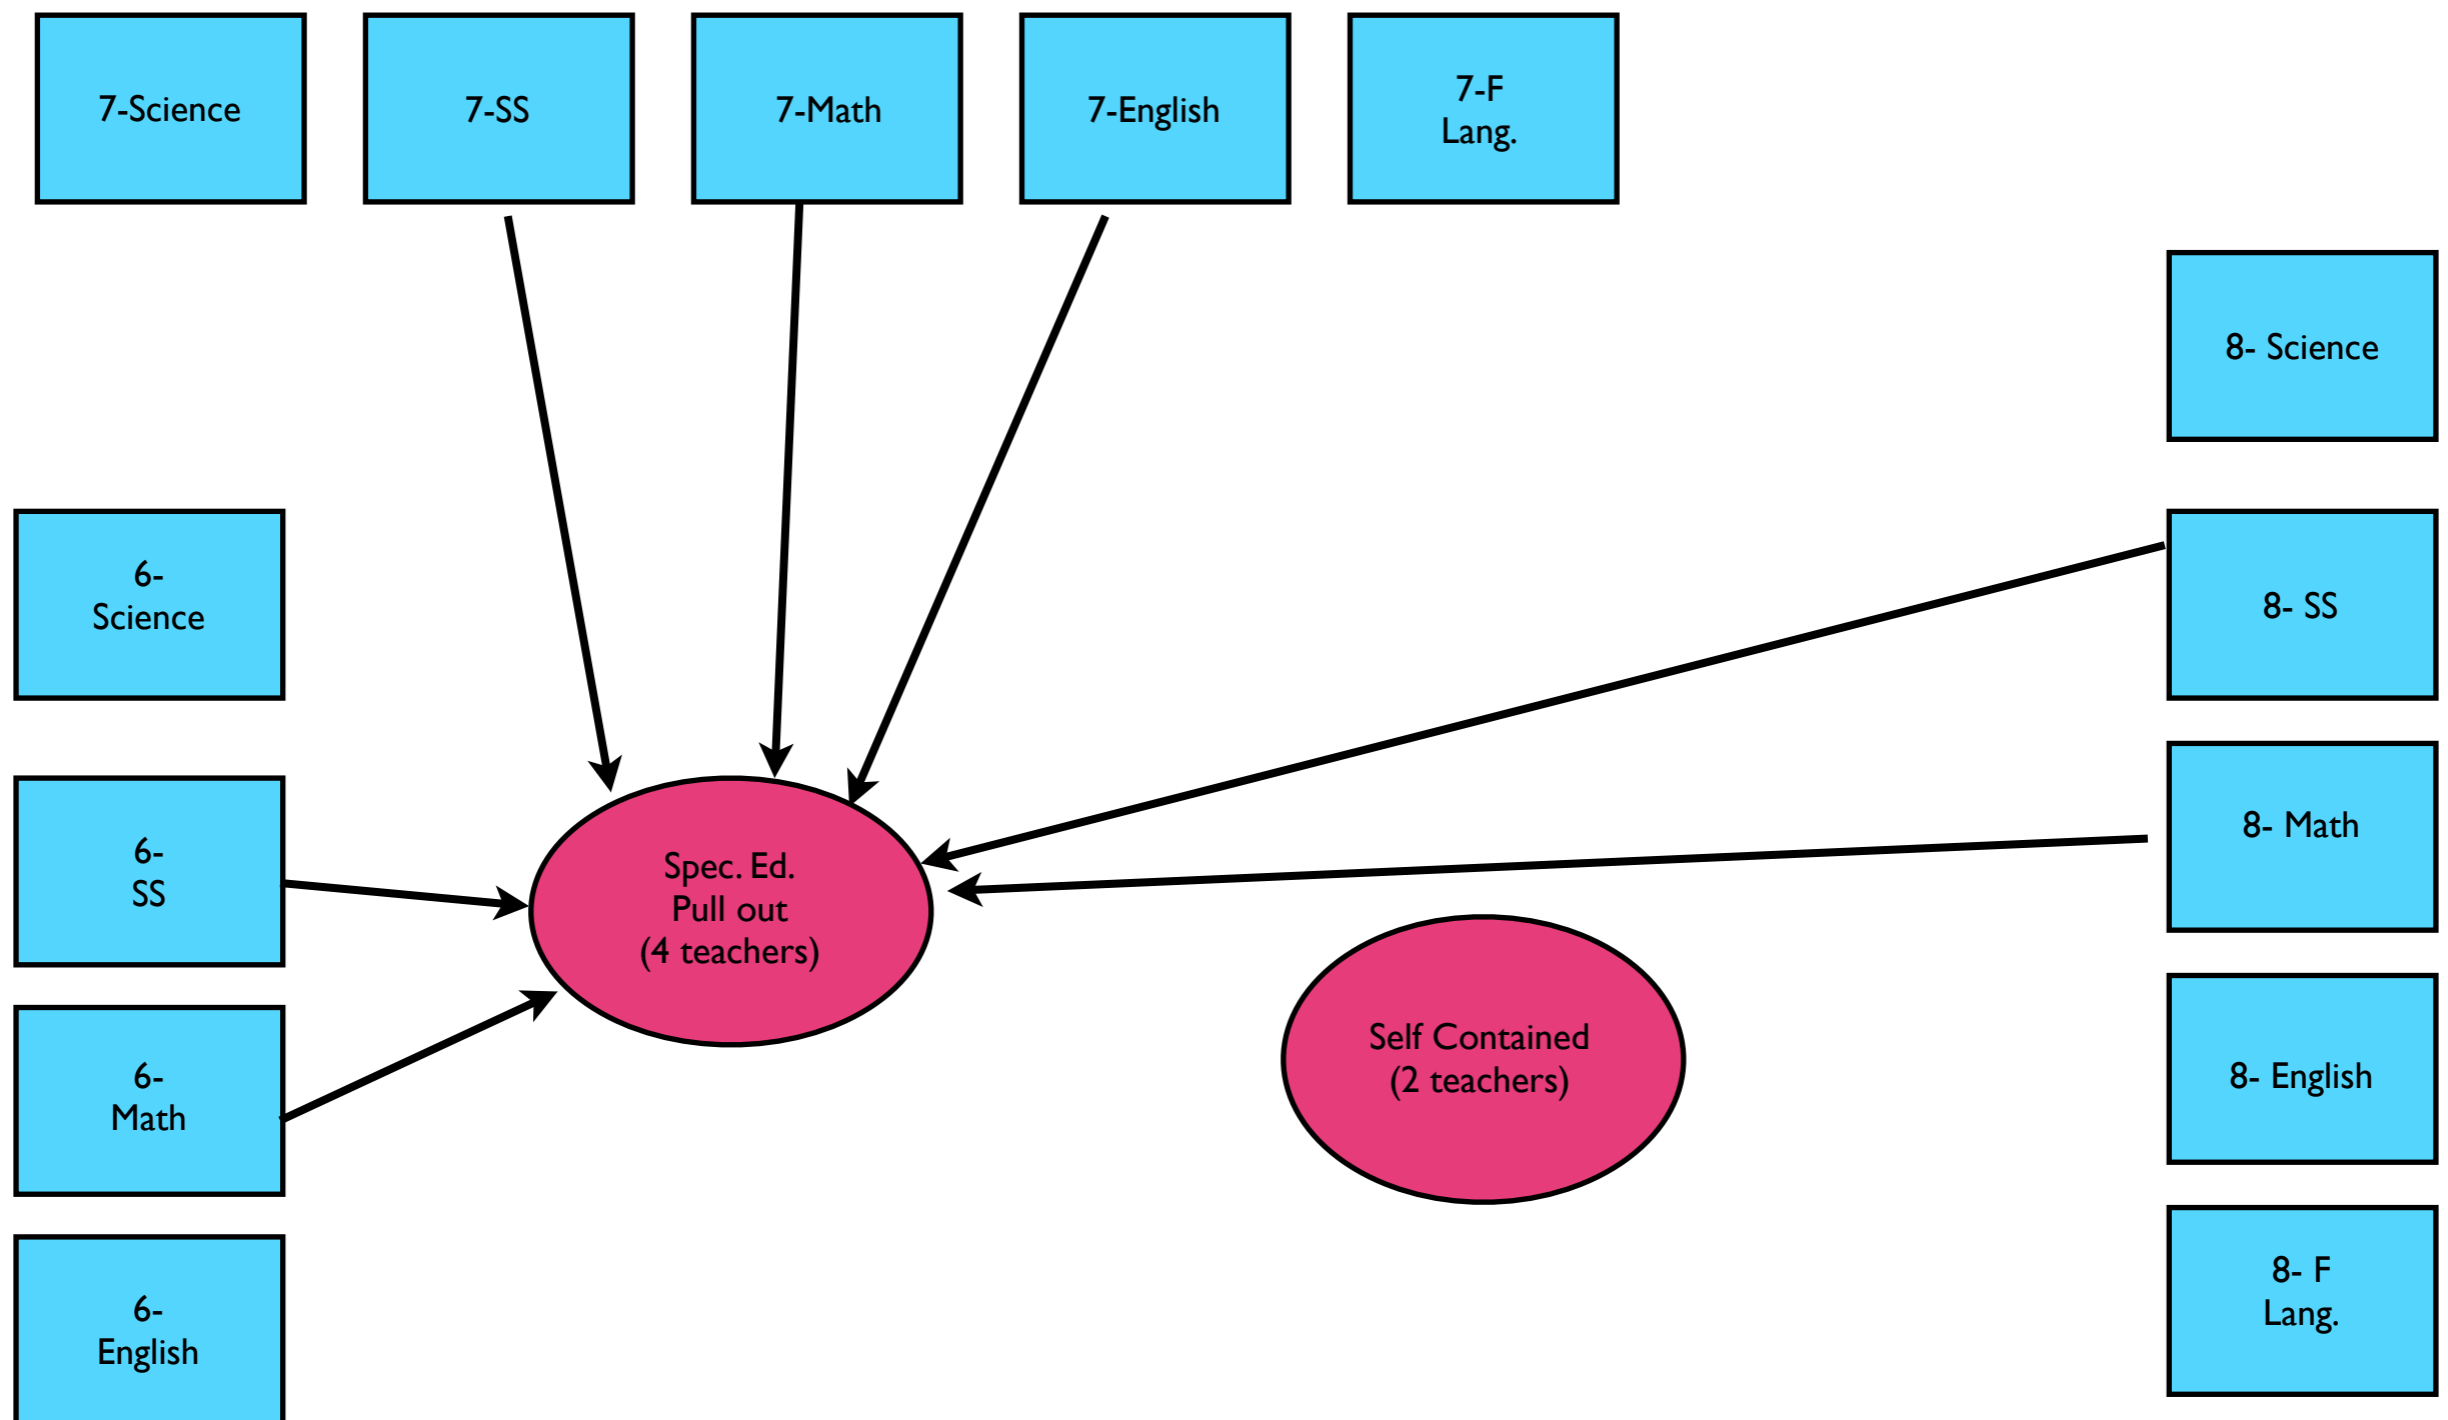 7-Science
7-SS
7-Math
7-English
7-F
Lang.
8- Science
6-
Science
8- SS
6-
SS
Spec. Ed.
Pull out
(4 teachers)
8- Math
6-
Math
Self Contained
(2 teachers)
8- English
6-
English
8- F
Lang.